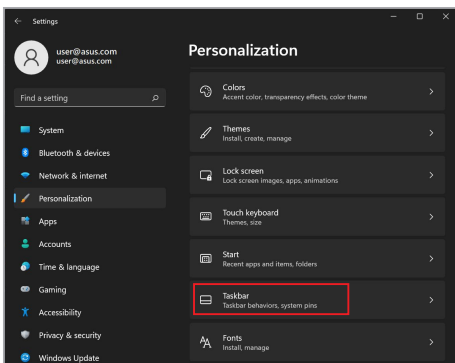 Settings
user@asus.com
user@asus.com
Find a setting
System
Bluetooth & devices
Network & internet
Personalization
Apps
Accounts
Time & language
Gaming
Accessibility
Privacy & security
Windows Update
Personalization
Colors
Accent color, transparency effects, color theme
Themes
Install, create, manage
Lock screen
Lock screen images, apps, animations
Touch keyboard
Themes, size
Start
Recent apps and items, folders
Taskbar
Taskbar behaviors, system pins
Fonts
Install, manage